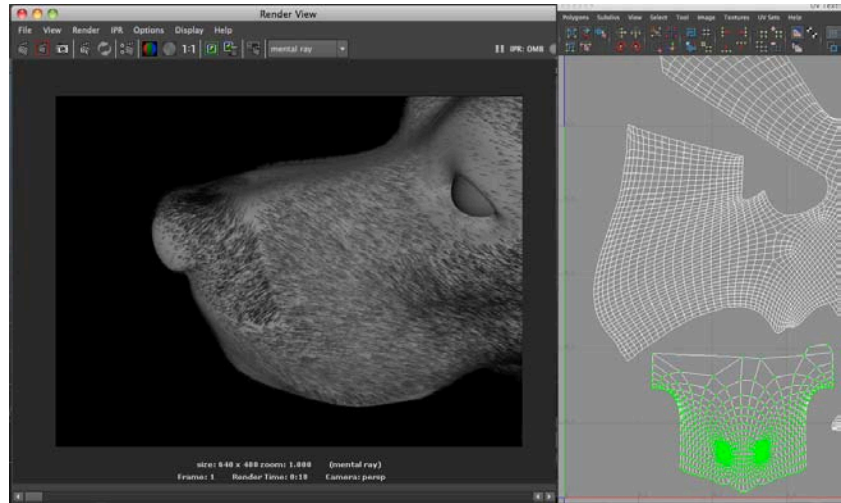 Render View
File View Render IPR Options Display Help
1:1 mental ray IPR: 0MB
size: 640 x 480 zoom: 1.000 (mental ray)
Frame: 1 Render Time: 0:18 Camera: persp
Polygons Subdivs View Select Tool Image Textures UV Sets Help